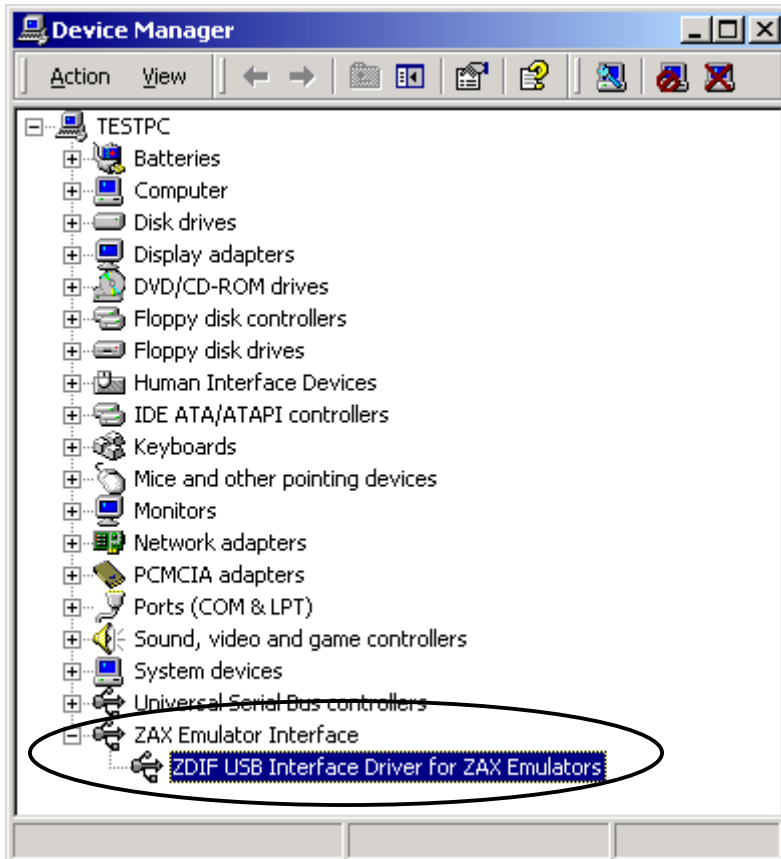 Device Manager
Action View
TESTPC
Batteries
Computer
Disk drives
Display adapters
DVD/CD-ROM drives
Floppy disk controllers
Floppy disk drives
Human Interface Devices
IDE ATA/ATAPI controllers
Keyboards
Mice and other pointing devices
Monitors
Network adapters
PCMCIA adapters
Ports (COM & LPT)
Sound, video and game controllers
System devices
Universal Serial Bus controllers
ZAX Emulator Interface
ZDIF USB Interface Driver for ZAX Emulators